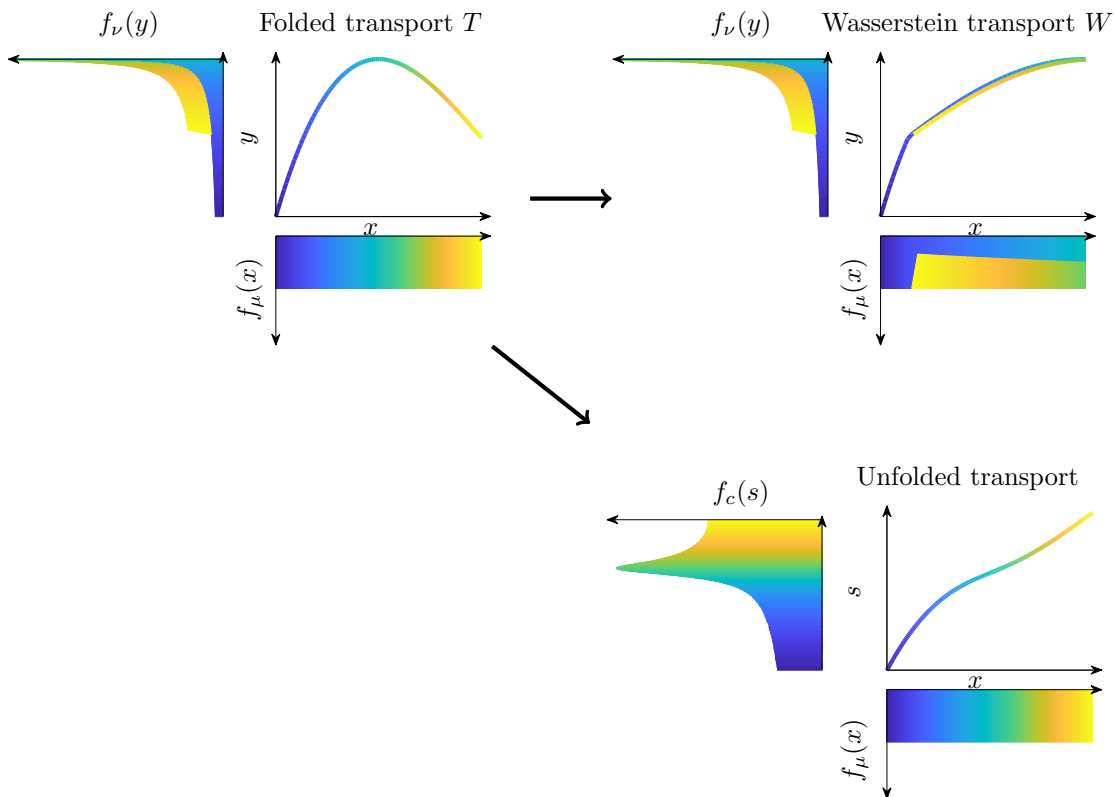 f_ν(y)
Folded transport T
y
x
f_μ(x)
f_ν(y)
Wasserstein transport W
y
x
f_μ(x)
f_c(s)
Unfolded transport
s
x
f_μ(x)